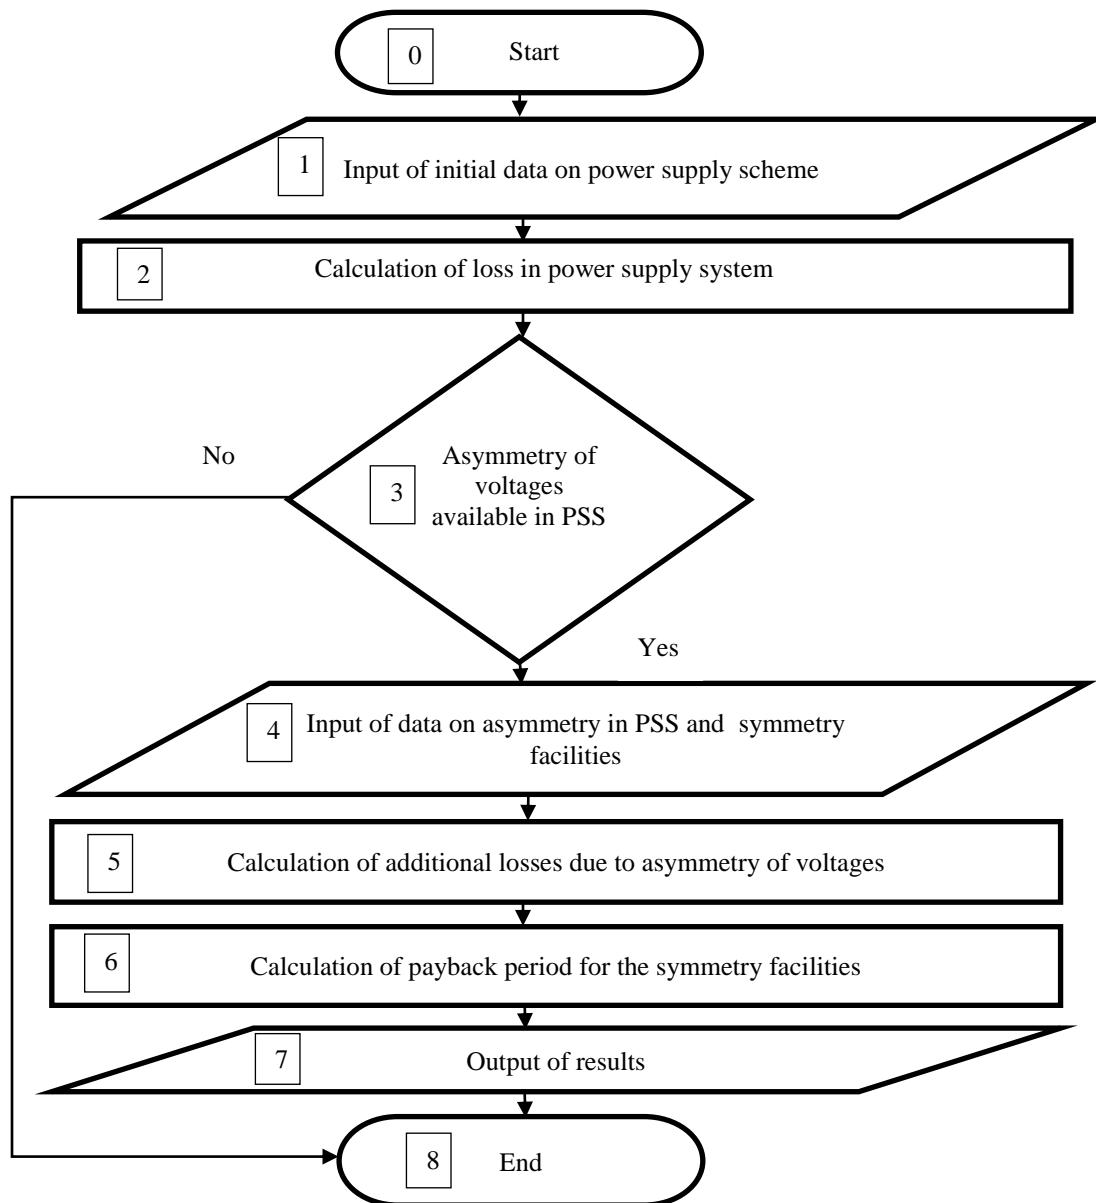 0
Start
1
Input of initial data on power supply scheme
2
Calculation of loss in power supply system
No
3
Asymmetry of
voltages
available in PSS
Yes
4
Input of data on asymmetry in PSS and symmetry
facilities
5
Calculation of additional losses due to asymmetry of voltages
6
Calculation of payback period for the symmetry facilities
7
Output of results
8
End